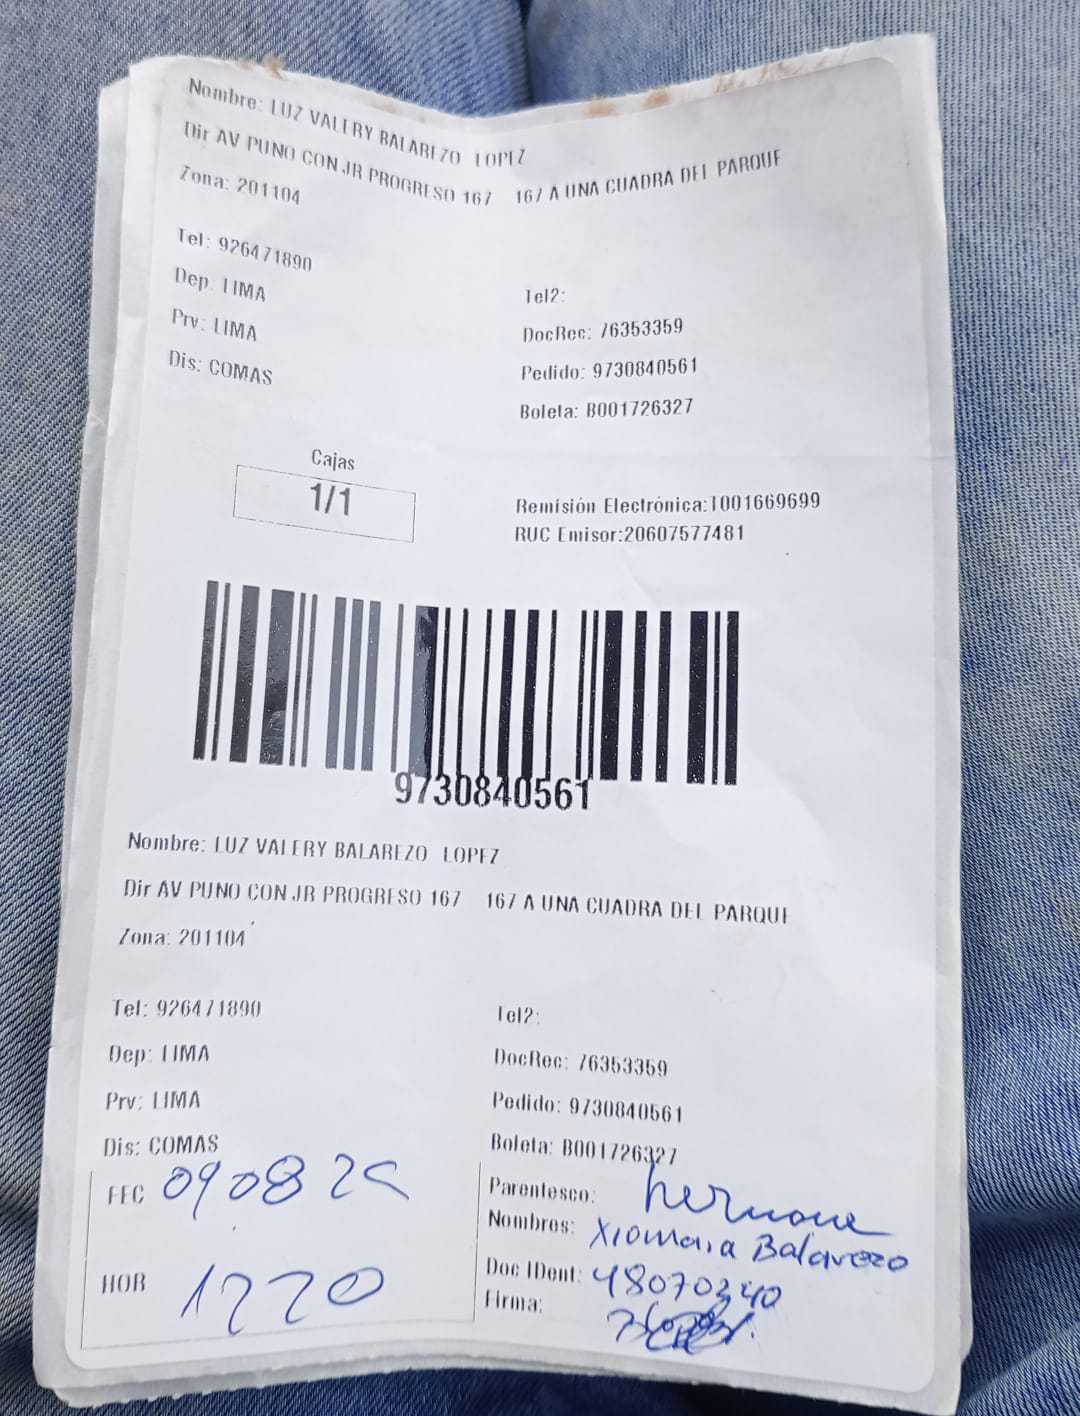 Nombre: LUZ VALERY BALAREZO LOPEZ
Dir AV PUNO CON JR PROGRESO 167 167 A UNA CUADRA DEL PARQUE
Zona: 201104
Tel: 926471890
Dep: LIMA
Tel2:
Prv: LIMA
DocRec: 76353359
Dis: COMAS
Pedido: 9730840561
Boleta: B001726327
Cajas
1/1
Remisión Electrónica:T001669699
RUC Emisor:20607577481
9730840561
Nombre: LUZ VALERY BALAREZO LOPEZ
Dir AV PUNO CON JR PROGRESO 167 167 A UNA CUADRA DEL PARQUE
Zona: 201104
Tel: 926471890
Tel2:
Dep: LIMA
DocRec: 76353359
Prv: LIMA
Pedido: 9730840561
Dis: COMAS
Boleta: B001726327
FEC 090825
Parentesco: hermana
Nombres: Xiomara Balarezo
HOR 1220
Doc IDent: 48070340
Firma: